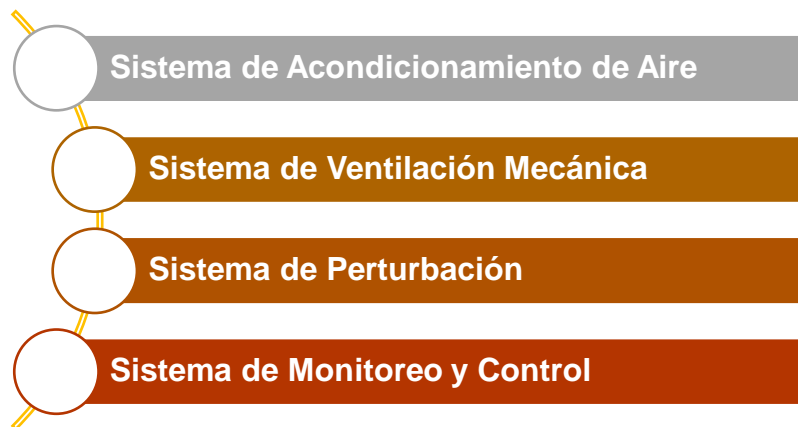 Sistema de Acondicionamiento de Aire
Sistema de Ventilación Mecánica
Sistema de Perturbación
Sistema de Monitoreo y Control